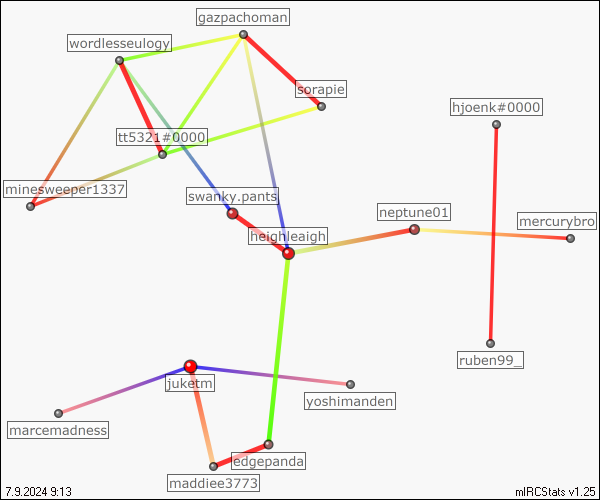 gazpachoman
wordlesseulogy
sorapie
hjoenk#0000
tt5321#0000
minesweeper1337
swanky.pants
neptune01
mercurybro
heighleaigh
ruben99_
juketm
yoshimanden
marcemadness
edgepanda
maddiee3773
7.9.2024 9:13
mIRCStats v1.25